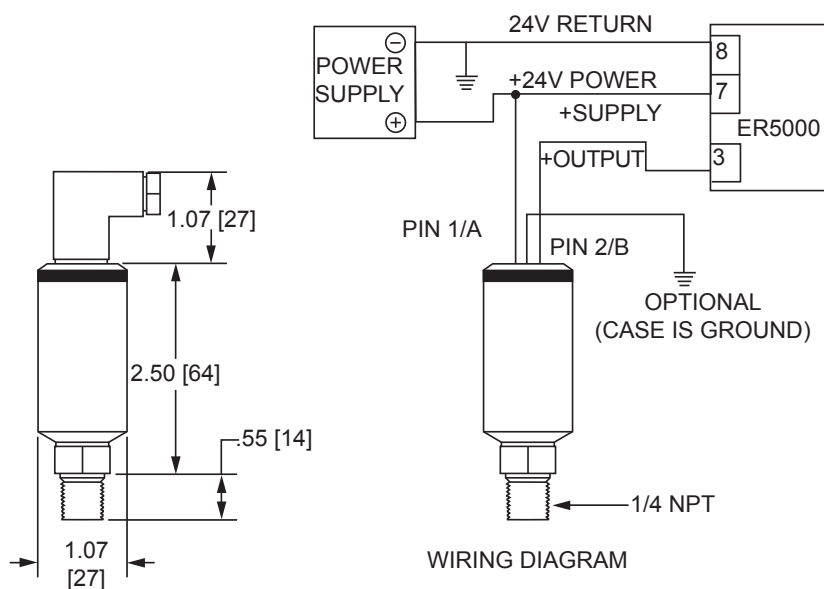 24V RETURN
⊖
POWER
SUPPLY
⊕
+24V POWER
+SUPPLY
8
7
ER5000
3
+OUTPUT
1.07 [27]
PIN 1/A
PIN 2/B
OPTIONAL
(CASE IS GROUND)
2.50 [64]
.55 [14]
1/4 NPT
1.07
[27]
WIRING DIAGRAM